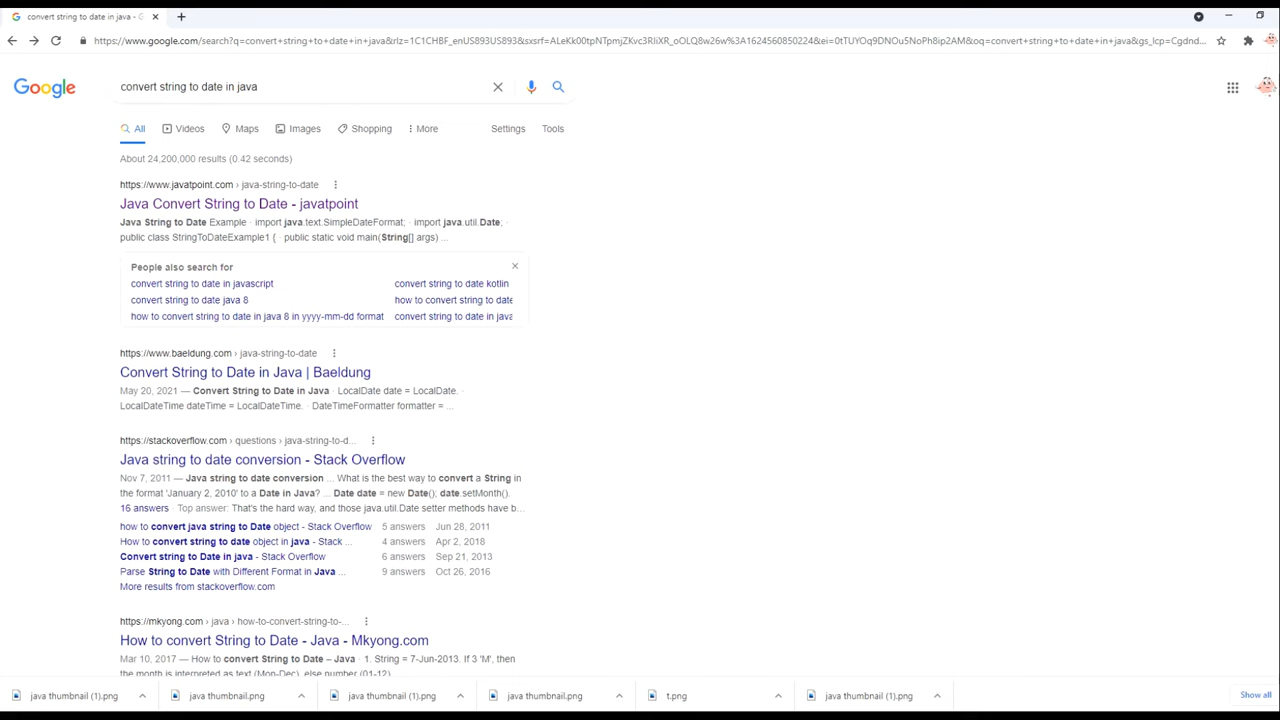 convert string to date in java - G
https://www.google.com/search?q=convert+string+to+date+in+java&rlz=1C1CHBF_enUS893US893&sxsrf=
Google
convert string to date in java
All Videos Maps Images Shopping More Settings Tools
About 24,200,000 results (0.42 seconds)
https://www.javatpoint.com › java-string-to-date
Java Convert String to Date - javatpoint
Java String to Date Example · import java.text.SimpleDateFormat; · import java.util.Date; ·
public class StringToDateExample1 { · public static void main(String[] args) ...
People also search for
convert string to date in javascript convert string to date kotlin
convert string to date java 8 how to convert string to date
how to convert string to date in java 8 in yyyy-mm-dd format convert string to date in java
https://www.baeldung.com › java-string-to-date
Convert String to Date in Java | Baeldung
May 20, 2021 — Convert String to Date in Java · LocalDate date = LocalDate. ·
LocalDateTime dateTime = LocalDateTime. · DateTimeFormatter formatter = ...
https://stackoverflow.com › questions › java-string-to-d...
Java string to date conversion - Stack Overflow
Nov 7, 2011 — Java string to date conversion ... What is the best way to convert a String in
the format 'January 2, 2010' to a Date in Java? ... Date date = new Date(); date.setMonth().
16 answers · Top answer: That's the hard way, and those java.util.Date setter methods have b...
how to convert java string to Date object - Stack Overflow 5 answers Jun 28, 2011
How to convert string to date object in java - Stack ... 4 answers Apr 2, 2018
Convert string to Date in java - Stack Overflow 6 answers Sep 21, 2013
Parse String to Date with Different Format in Java ... 9 answers Oct 26, 2016
More results from stackoverflow.com
https://mkyong.com › java › how-to-convert-string-to-...
How to convert String to Date - Java - Mkyong.com
Mar 10, 2017 — How to convert String to Date – Java · 1. String = 7-Jun-2013. If 3 'M', then
the month is interpreted as text (Mon-Dec), else number (01-12).
java thumbnail (1).png java thumbnail.png java thumbnail (1).png java thumbnail.png t.png java thumbnail (1).png Show all